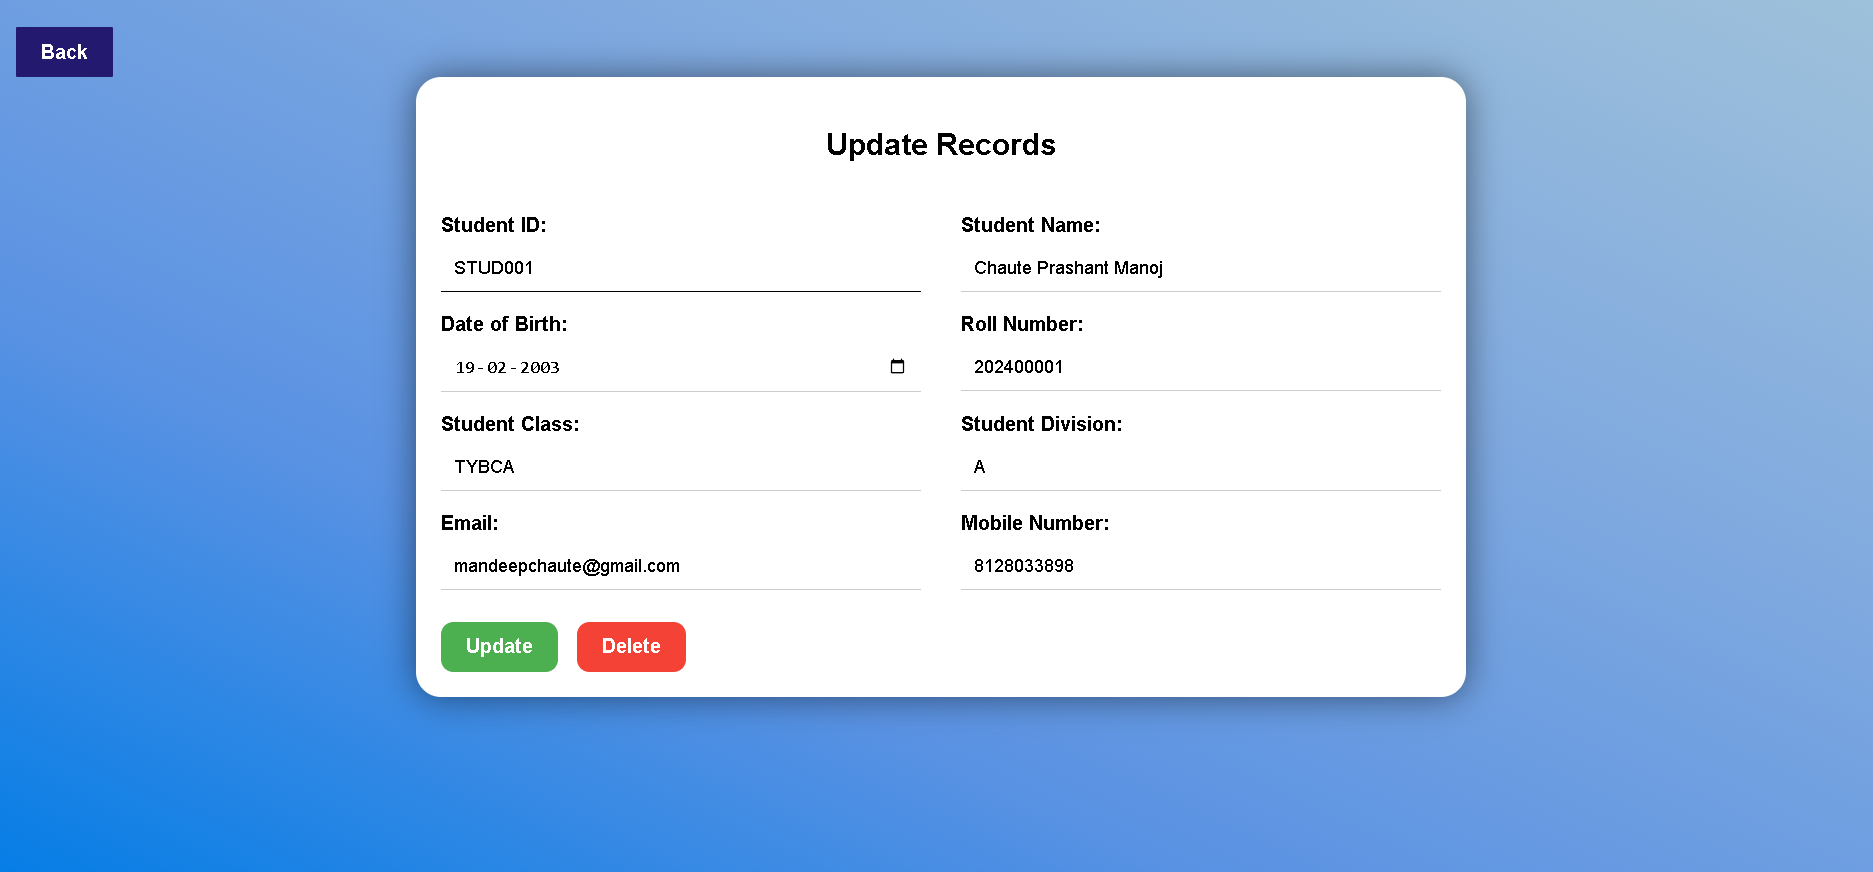 Back
Update Records
Student ID:
Student Name:
STUD001
Chaute Prashant Manoj
Date of Birth:
Roll Number:
19-02-2003
202400001
Student Class:
Student Division:
TYBCA
A
Email:
Mobile Number:
mandeepchaute@gmail.com
8128033898
Update
Delete